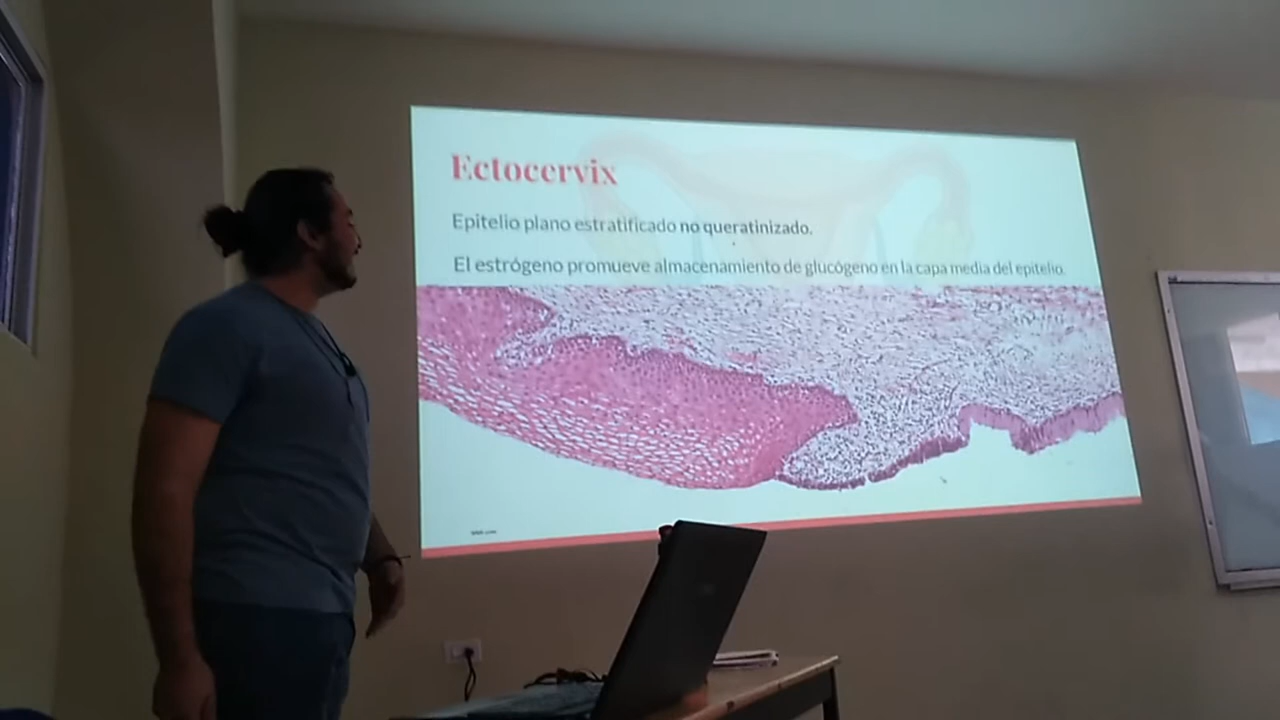 Ectocervix
Epitelio plano estratificado no queratinizado.
El estrógeno promueve almacenamiento de glucógeno en la capa media del epitelio.